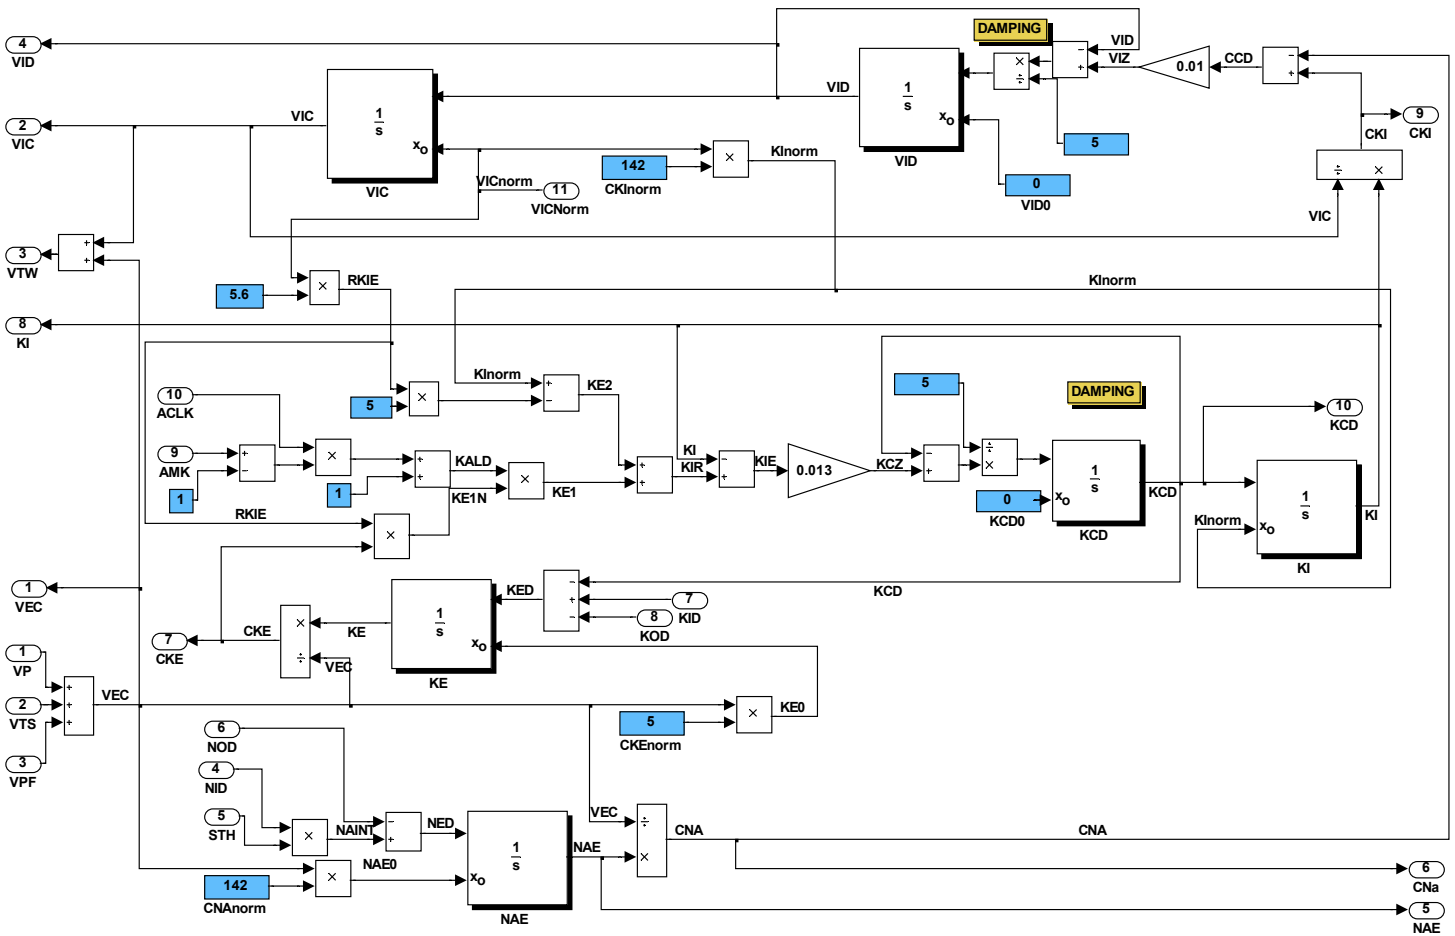 DAMPING
4
VID
VID
VIZ
0.01
CCD
1
s
xo
VID
VID
1
s
xo
VIC
VIC
2
VIC
×
÷
5
9
CKI
CKI
÷
×
142
CKInorm
×
KInorm
0
VID0
VICnorm
11
VICNorm
VIC
3
VTW
5.6
×
RKIE
KInorm
8
KI
10
ACLK
5
×
KInorm
KE2
5
DAMPING
10
KCD
9
AMK
1
×
1
KALD
KE1N
×
KE1
KI
KIR
KIE
0.013
KCZ
÷
×
1
s
xo
KCD
KCD
0
KCD0
1
s
xo
KI
KI
KInorm
RKIE
×
1
VEC
KED
KCD
7
KID
8
KOD
1
s
xo
KE
KE
×
÷
CKE
7
CKE
VEC
1
VP
2
VTS
3
VPF
VEC
5
CKEnorm
×
KE0
6
NOD
4
NID
5
STH
×
NAINT
NED
1
s
xo
NAE
NAE
VEC
÷
×
CNA
CNA
NAE0
×
142
CNAnorm
6
CNa
5
NAE